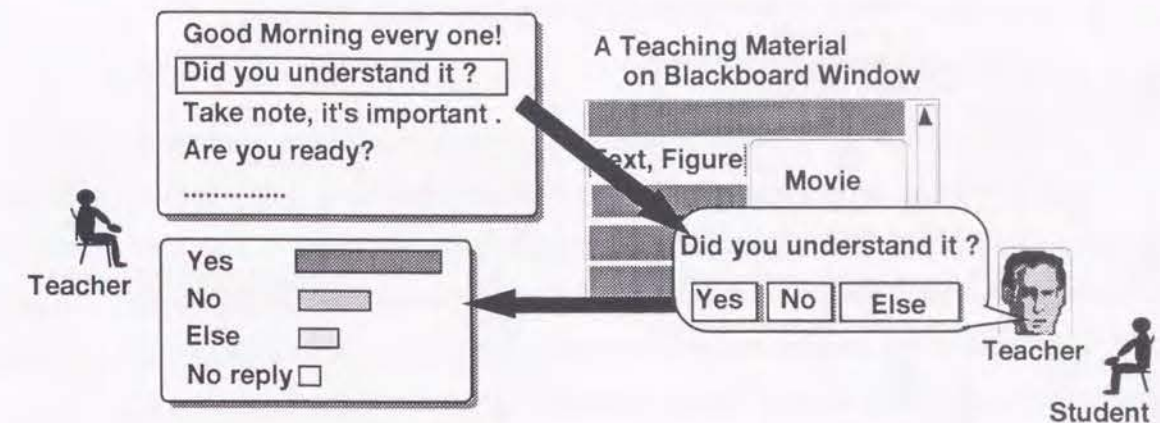 Good Morning every one!
Did you understand it ?
Take note, it's important .
Are you ready?
..............
Teacher
Yes
No
Else
No reply
A Teaching Material
on Blackboard Window
Text, Figure
Movie
Did you understand it ?
Yes
No
Else
Teacher
Student